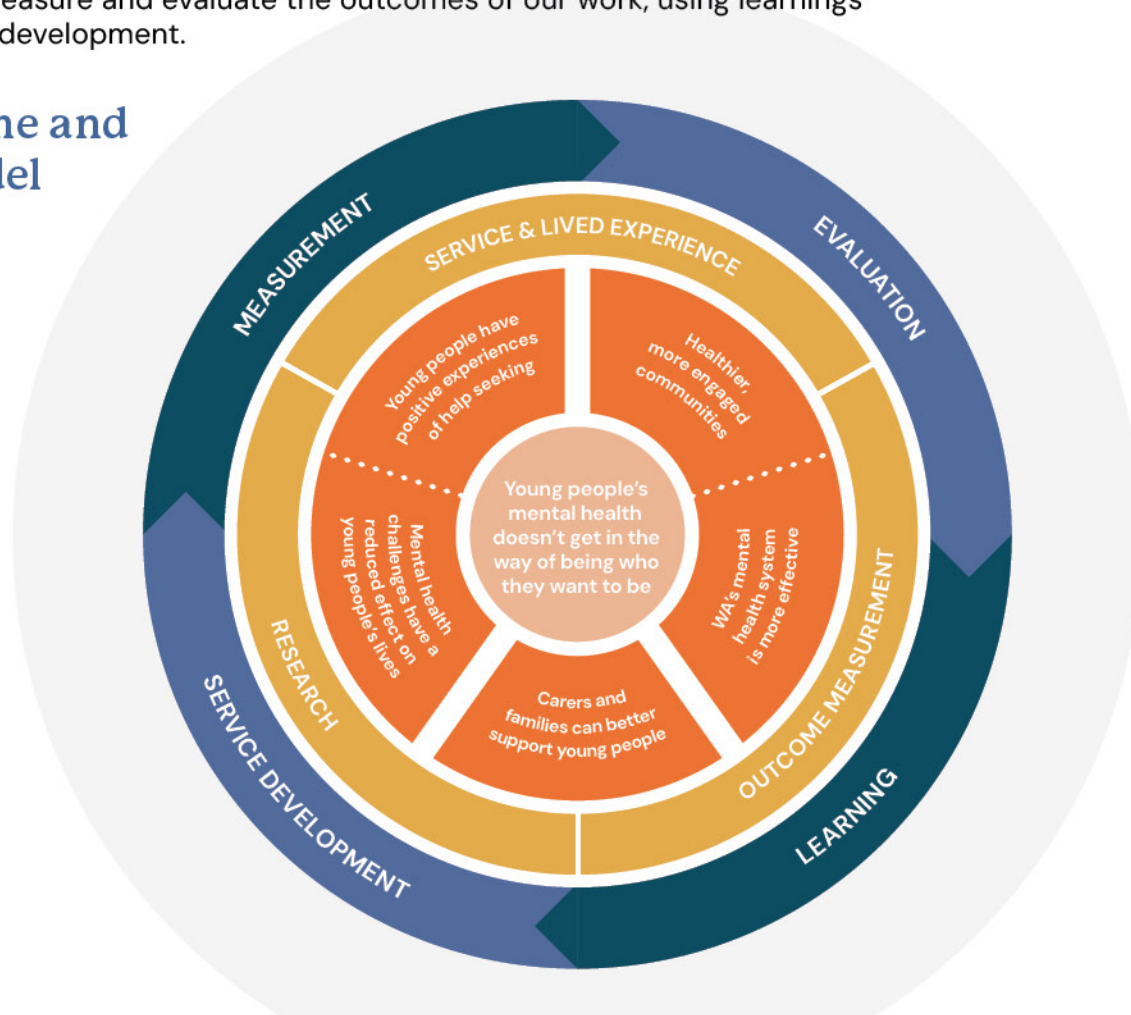 easure and evaluate the outcomes of our work, using learnings
development.
ne and
del
MEASUREMENT
EVALUATION
LEARNING
SERVICE DEVELOPMENT
SERVICE & LIVED EXPERIENCE
OUTCOME MEASUREMENT
RESEARCH
Young people have
positive experiences
of help seeking
Healthier,
more engaged
communities
WA's mental
health system
is more effective
Carers and
families can better
support young people
Mental health
challenges have a
reduced effect on
young people's lives
Young people's
mental health
doesn't get in the
way of being who
they want to be